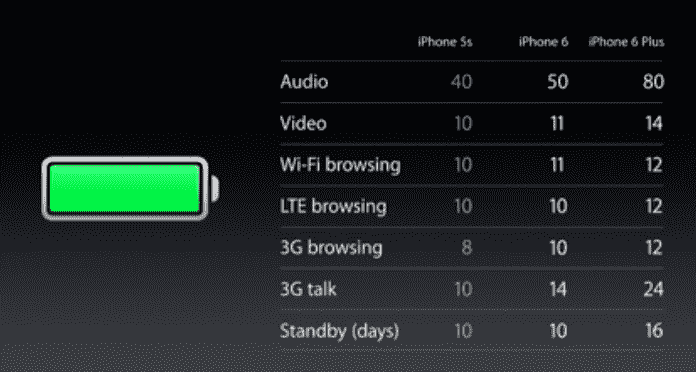 iPhone 5s iPhone 6 iPhone 6 Plus
Audio 40 50 80
Video 10 11 14
Wi-Fi browsing 10 11 12
LTE browsing 10 10 12
3G browsing 8 10 12
3G talk 10 14 24
Standby (days) 10 10 16